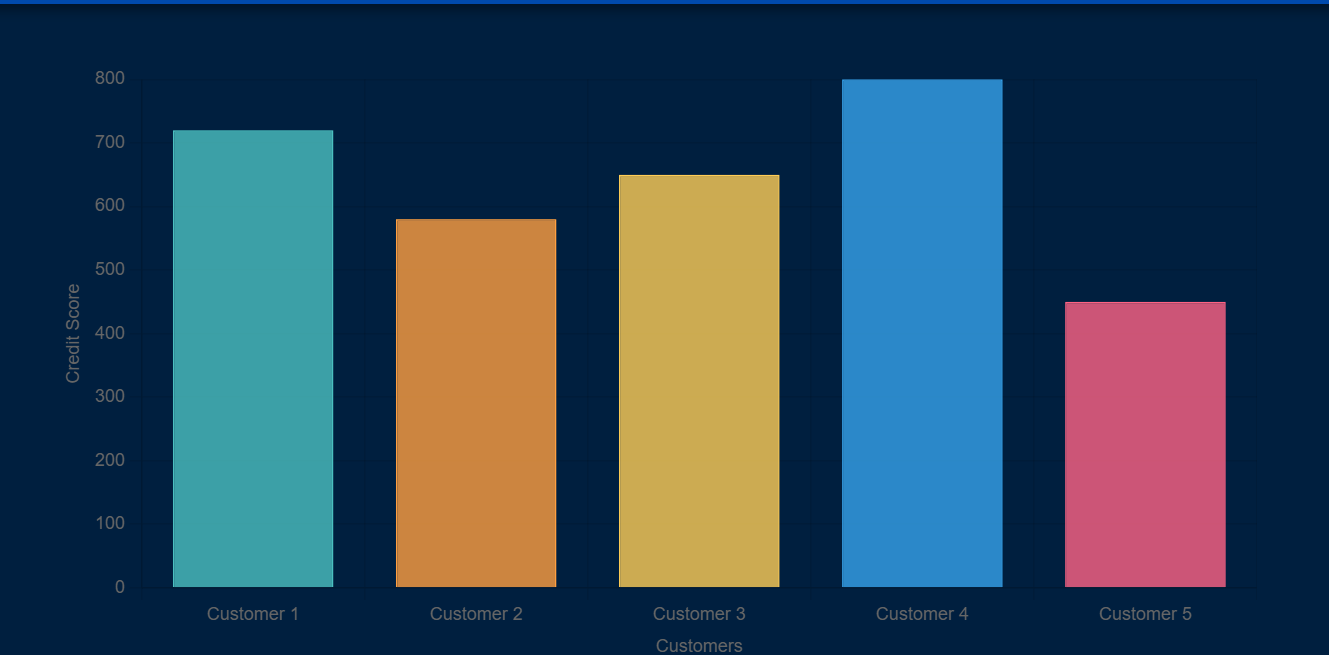 800
700
600
500
400
300
200
100
0
Credit Score
Customer 1
Customer 2
Customer 3
Customer 4
Customer 5
Customers